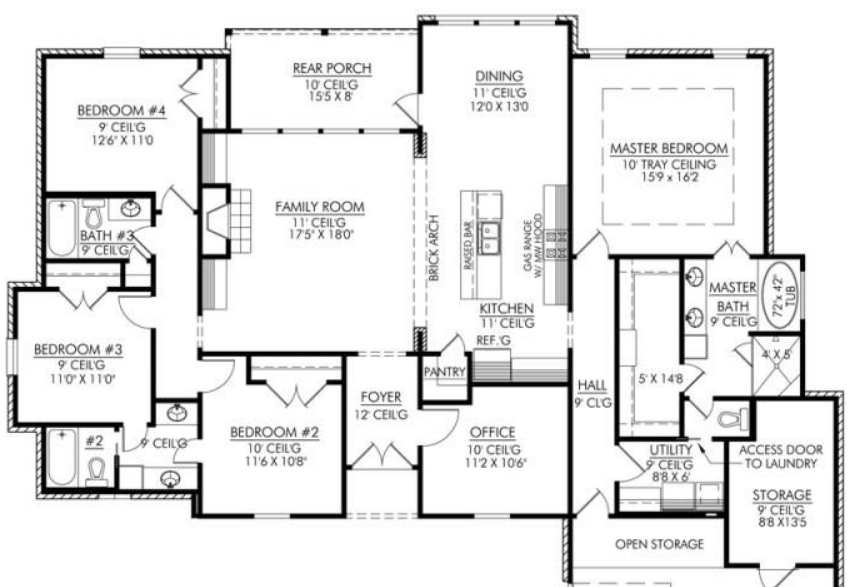 REAR PORCH
10' CEIL'G
15'5 X 8'
DINING
11' CEIL'G
12'0 X 13'0
BEDROOM #4
9' CEIL'G
12'6" X 11'0
MASTER BEDROOM
10' TRAY CEILING
15'9 x 16'2
FAMILY ROOM
11' CEIL'G
17'5" X 18'0"
BATH #3
9' CEIL'G
BRICK ARCH
RAISED BAR
GAS RANGE
W/ MW HOOD
KITCHEN
11' CEIL'G
REF.'G
MASTER
BATH
9' CEIL'G
72"x 42"
TUB
BEDROOM #3
9' CEIL'G
11'0" X 11'0"
PANTRY
4' X 5'
5' X 14'8
HALL
9' CL'G
FOYER
12' CEIL'G
#2
9' CEIL'G
BEDROOM #2
10' CEIL'G
11'6 X 10'8"
OFFICE
10' CEIL'G
11'2 X 10'6"
UTILITY
9' CEIL'G
8'8 X 6'
ACCESS DOOR
TO LAUNDRY
STORAGE
9' CEIL'G
8'8 X13'5
OPEN STORAGE